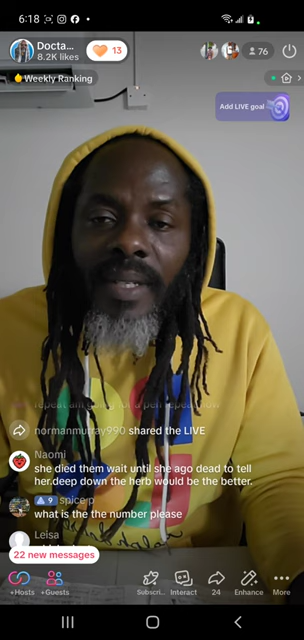 6:18
Docta...
8.2K likes
13
76
Weekly Ranking
Add LIVE goal
normanmurray990 shared the LIVE
Naomi
she died them wait until she ago dead to tell
her.deep down the herb would be the better.
9 spice p
what is the the number please
Leisa
22 new messages
+Hosts
+Guests
Subscri...
Interact
24
Enhance
More